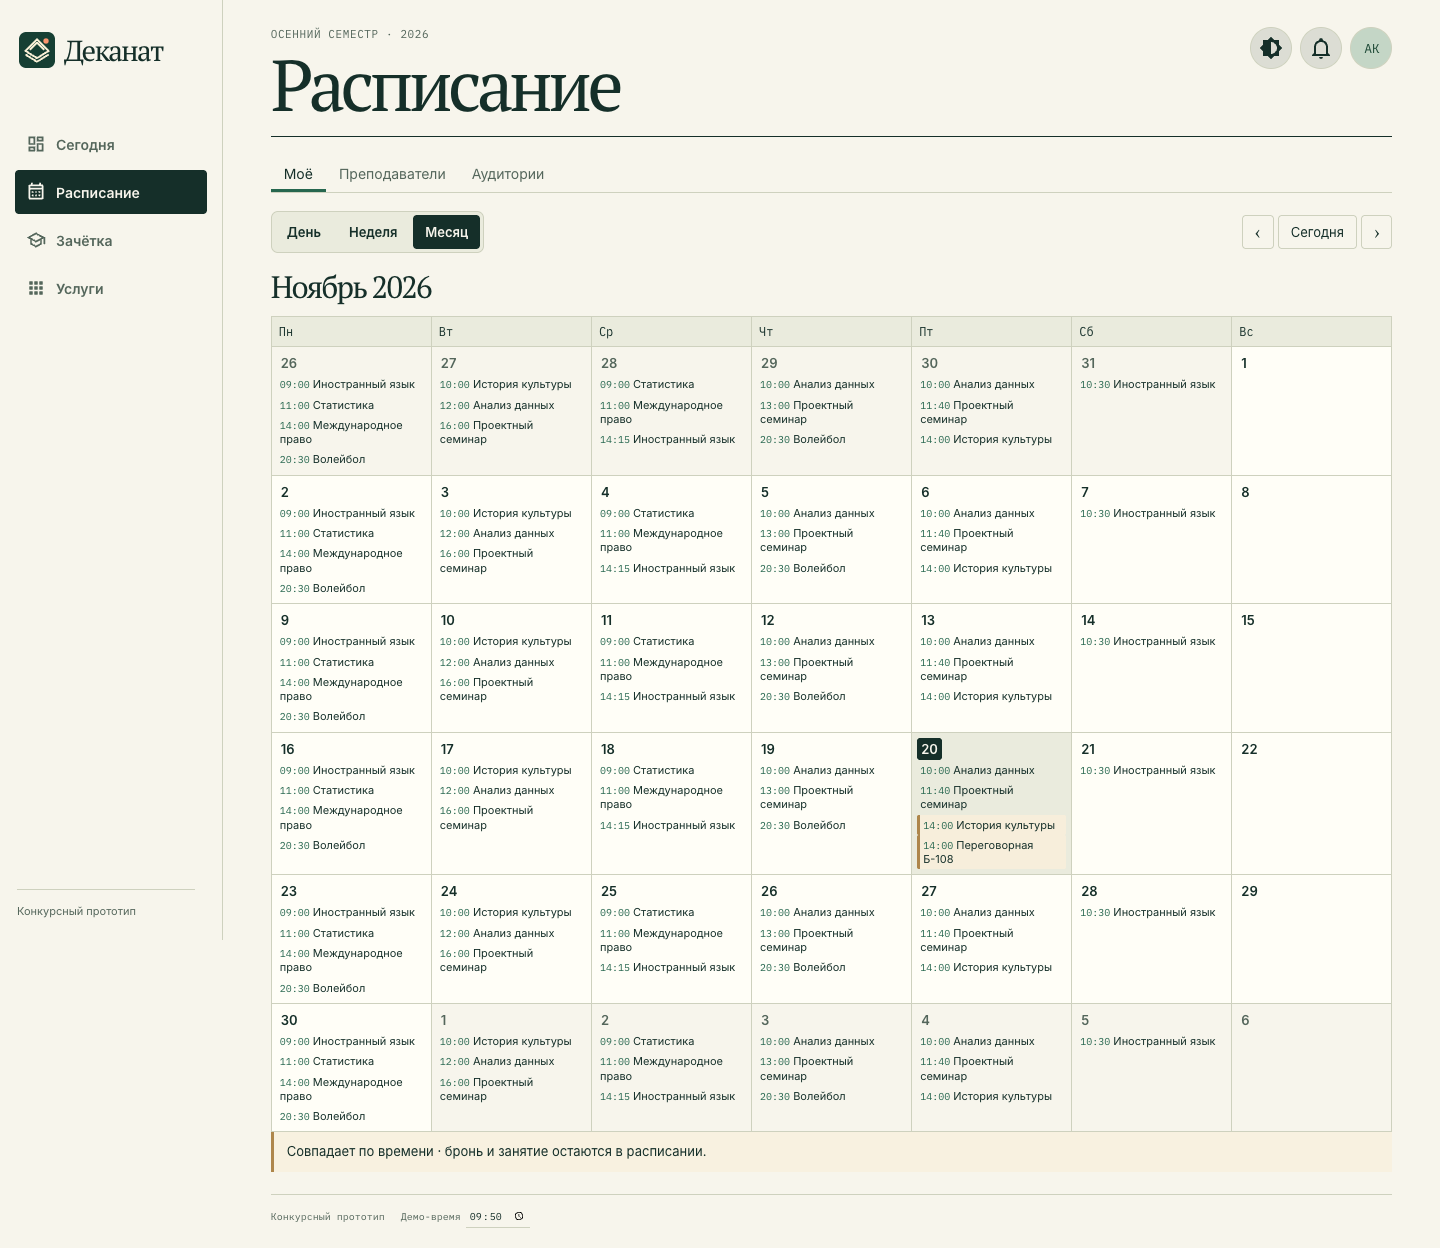 Деканат
Сегодня
Расписание
Зачётка
Услуги
Конкурсный прототип
ОСЕННИЙ СЕМЕСТР · 2026
Расписание
АК
Моё Преподаватели Аудитории
День Неделя Месяц
‹ Сегодня ›
Ноябрь 2026
Пн Вт Ср Чт Пт Сб Вс
26
09:00 Иностранный язык
11:00 Статистика
14:00 Международное
право
20:30 Волейбол
27
10:00 История культуры
12:00 Анализ данных
16:00 Проектный
семинар
28
09:00 Статистика
11:00 Международное
право
14:15 Иностранный язык
29
10:00 Анализ данных
13:00 Проектный
семинар
20:30 Волейбол
30
10:00 Анализ данных
11:40 Проектный
семинар
14:00 История культуры
31
10:30 Иностранный язык
1
2
09:00 Иностранный язык
11:00 Статистика
14:00 Международное
право
20:30 Волейбол
3
10:00 История культуры
12:00 Анализ данных
16:00 Проектный
семинар
4
09:00 Статистика
11:00 Международное
право
14:15 Иностранный язык
5
10:00 Анализ данных
13:00 Проектный
семинар
20:30 Волейбол
6
10:00 Анализ данных
11:40 Проектный
семинар
14:00 История культуры
7
10:30 Иностранный язык
8
9
09:00 Иностранный язык
11:00 Статистика
14:00 Международное
право
20:30 Волейбол
10
10:00 История культуры
12:00 Анализ данных
16:00 Проектный
семинар
11
09:00 Статистика
11:00 Международное
право
14:15 Иностранный язык
12
10:00 Анализ данных
13:00 Проектный
семинар
20:30 Волейбол
13
10:00 Анализ данных
11:40 Проектный
семинар
14:00 История культуры
14
10:30 Иностранный язык
15
16
09:00 Иностранный язык
11:00 Статистика
14:00 Международное
право
20:30 Волейбол
17
10:00 История культуры
12:00 Анализ данных
16:00 Проектный
семинар
18
09:00 Статистика
11:00 Международное
право
14:15 Иностранный язык
19
10:00 Анализ данных
13:00 Проектный
семинар
20:30 Волейбол
20
10:00 Анализ данных
11:40 Проектный
семинар
14:00 История культуры
14:00 Переговорная
Б-108
21
10:30 Иностранный язык
22
23
09:00 Иностранный язык
11:00 Статистика
14:00 Международное
право
20:30 Волейбол
24
10:00 История культуры
12:00 Анализ данных
16:00 Проектный
семинар
25
09:00 Статистика
11:00 Международное
право
14:15 Иностранный язык
26
10:00 Анализ данных
13:00 Проектный
семинар
20:30 Волейбол
27
10:00 Анализ данных
11:40 Проектный
семинар
14:00 История культуры
28
10:30 Иностранный язык
29
30
09:00 Иностранный язык
11:00 Статистика
14:00 Международное
право
20:30 Волейбол
1
10:00 История культуры
12:00 Анализ данных
16:00 Проектный
семинар
2
09:00 Статистика
11:00 Международное
право
14:15 Иностранный язык
3
10:00 Анализ данных
13:00 Проектный
семинар
20:30 Волейбол
4
10:00 Анализ данных
11:40 Проектный
семинар
14:00 История культуры
5
10:30 Иностранный язык
6
Совпадает по времени · бронь и занятие остаются в расписании.
Конкурсный прототип Демо-время 09:50